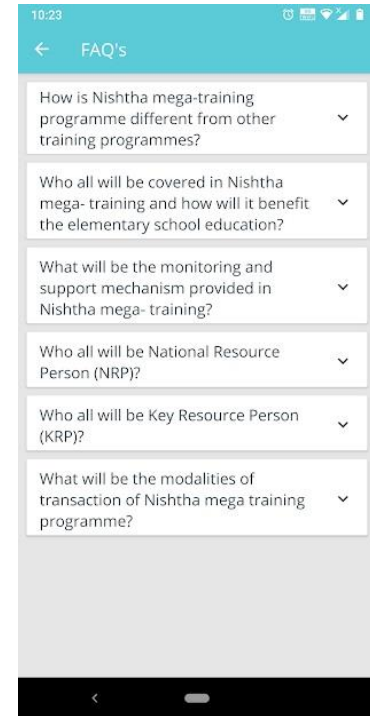 10:23
FAQ's
How is Nishtha mega-training
programme different from other
training programmes?
Who all will be covered in Nishtha
mega- training and how will it benefit
the elementary school education?
What will be the monitoring and
support mechanism provided in
Nishtha mega- training?
Who all will be National Resource
Person (NRP)?
Who all will be Key Resource Person
(KRP)?
What will be the modalities of
transaction of Nishtha mega training
programme?